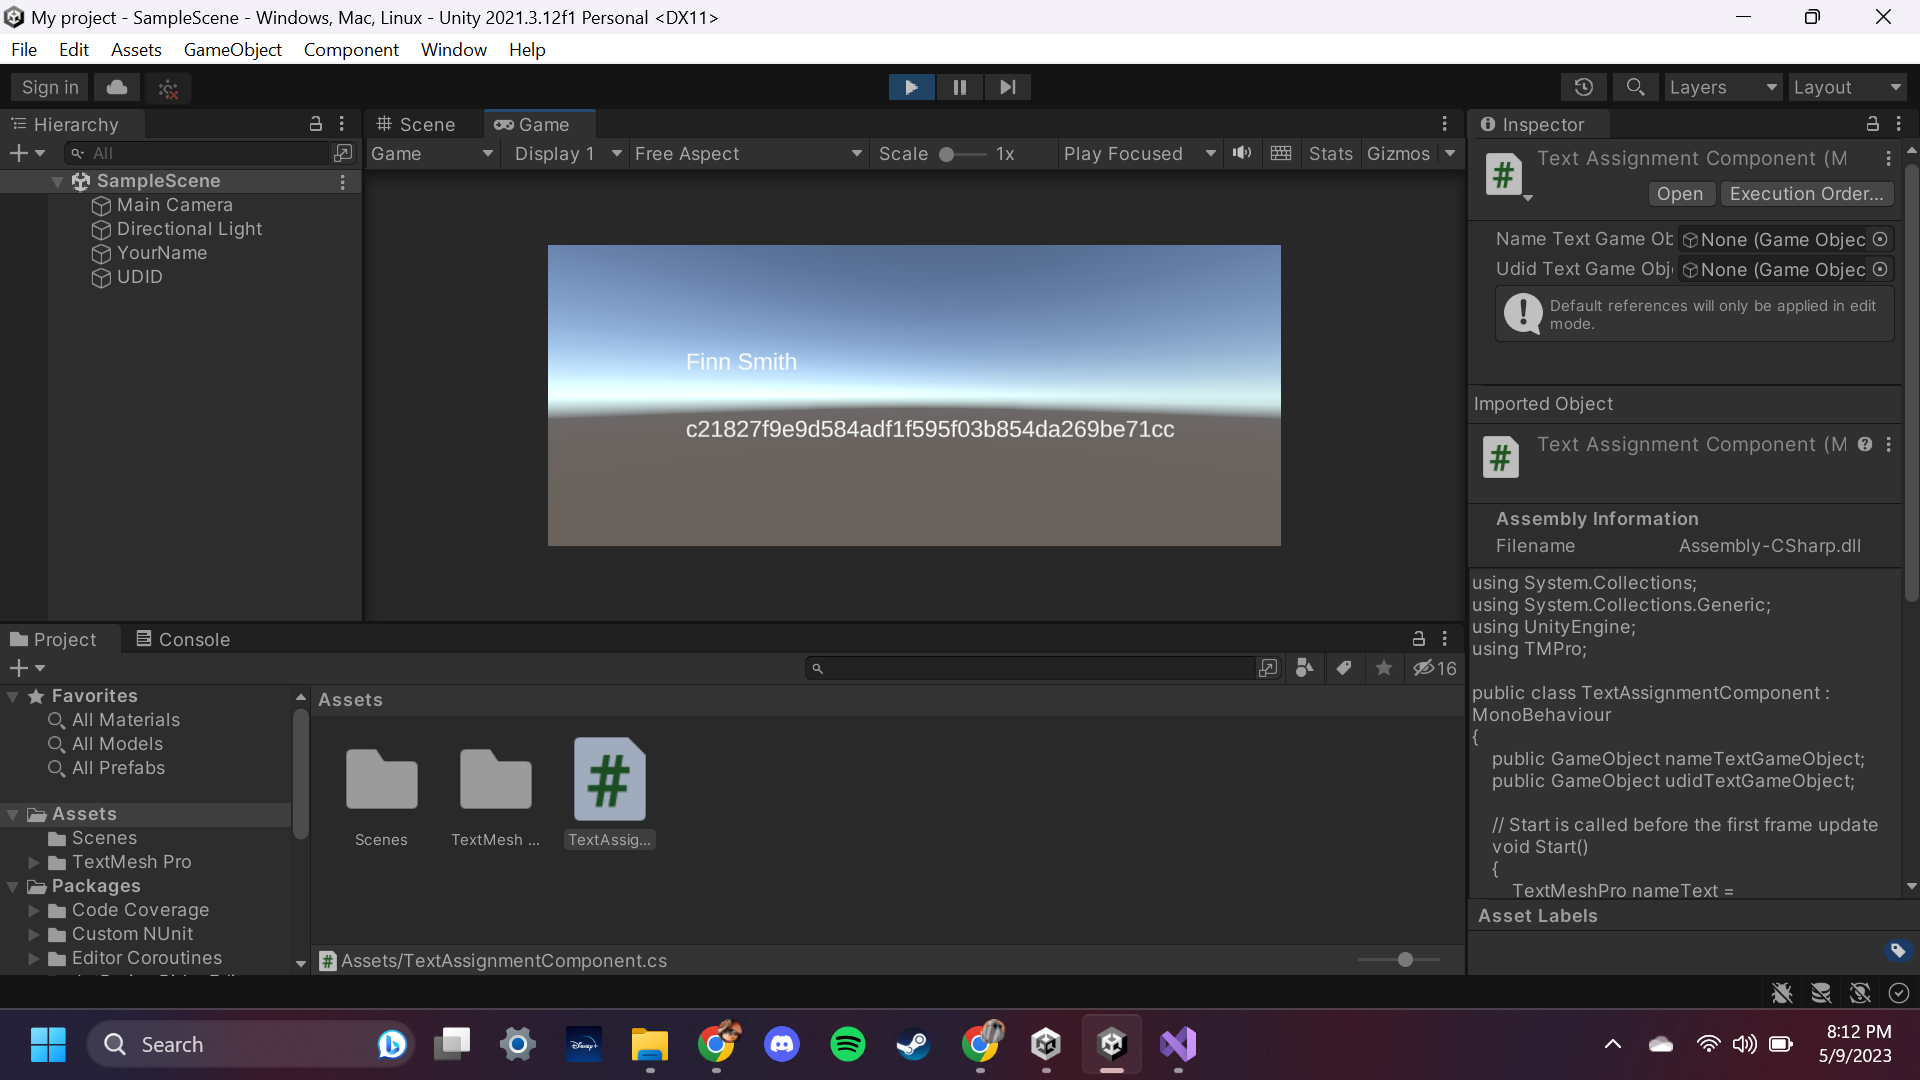 My project - SampleScene - Windows, Mac, Linux - Unity 2021.3.12f1 Personal <DX11>
File Edit Assets GameObject Component Window Help
Sign in
Layers
Layout
Hierarchy
All
SampleScene
Main Camera
Directional Light
YourName
UDID
Scene
Game
Game
Display 1
Free Aspect
Scale
1x
Play Focused
Stats
Gizmos
Finn Smith
c21827f9e9d584adf1f595f03b854da269be71cc
Inspector
Text Assignment Component (M
Open
Execution Order...
Name Text Game Ob
None (Game Objec
Udid Text Game Obj
None (Game Objec
Default references will only be applied in edit
mode.
Imported Object
Text Assignment Component (M
Assembly Information
Filename
Assembly-CSharp.dll
using System.Collections;
using System.Collections.Generic;
using UnityEngine;
using TMPro;
public class TextAssignmentComponent :
MonoBehaviour
{
public GameObject nameTextGameObject;
public GameObject udidTextGameObject;
// Start is called before the first frame update
void Start()
{
TextMeshPro nameText =
Asset Labels
Project
Console
16
Favorites
All Materials
All Models
All Prefabs
Assets
Scenes
TextMesh Pro
Packages
Code Coverage
Custom NUnit
Editor Coroutines
Assets
Scenes
TextMesh ...
TextAssig...
Assets/TextAssignmentComponent.cs
Search
Disney+
8:12 PM
5/9/2023